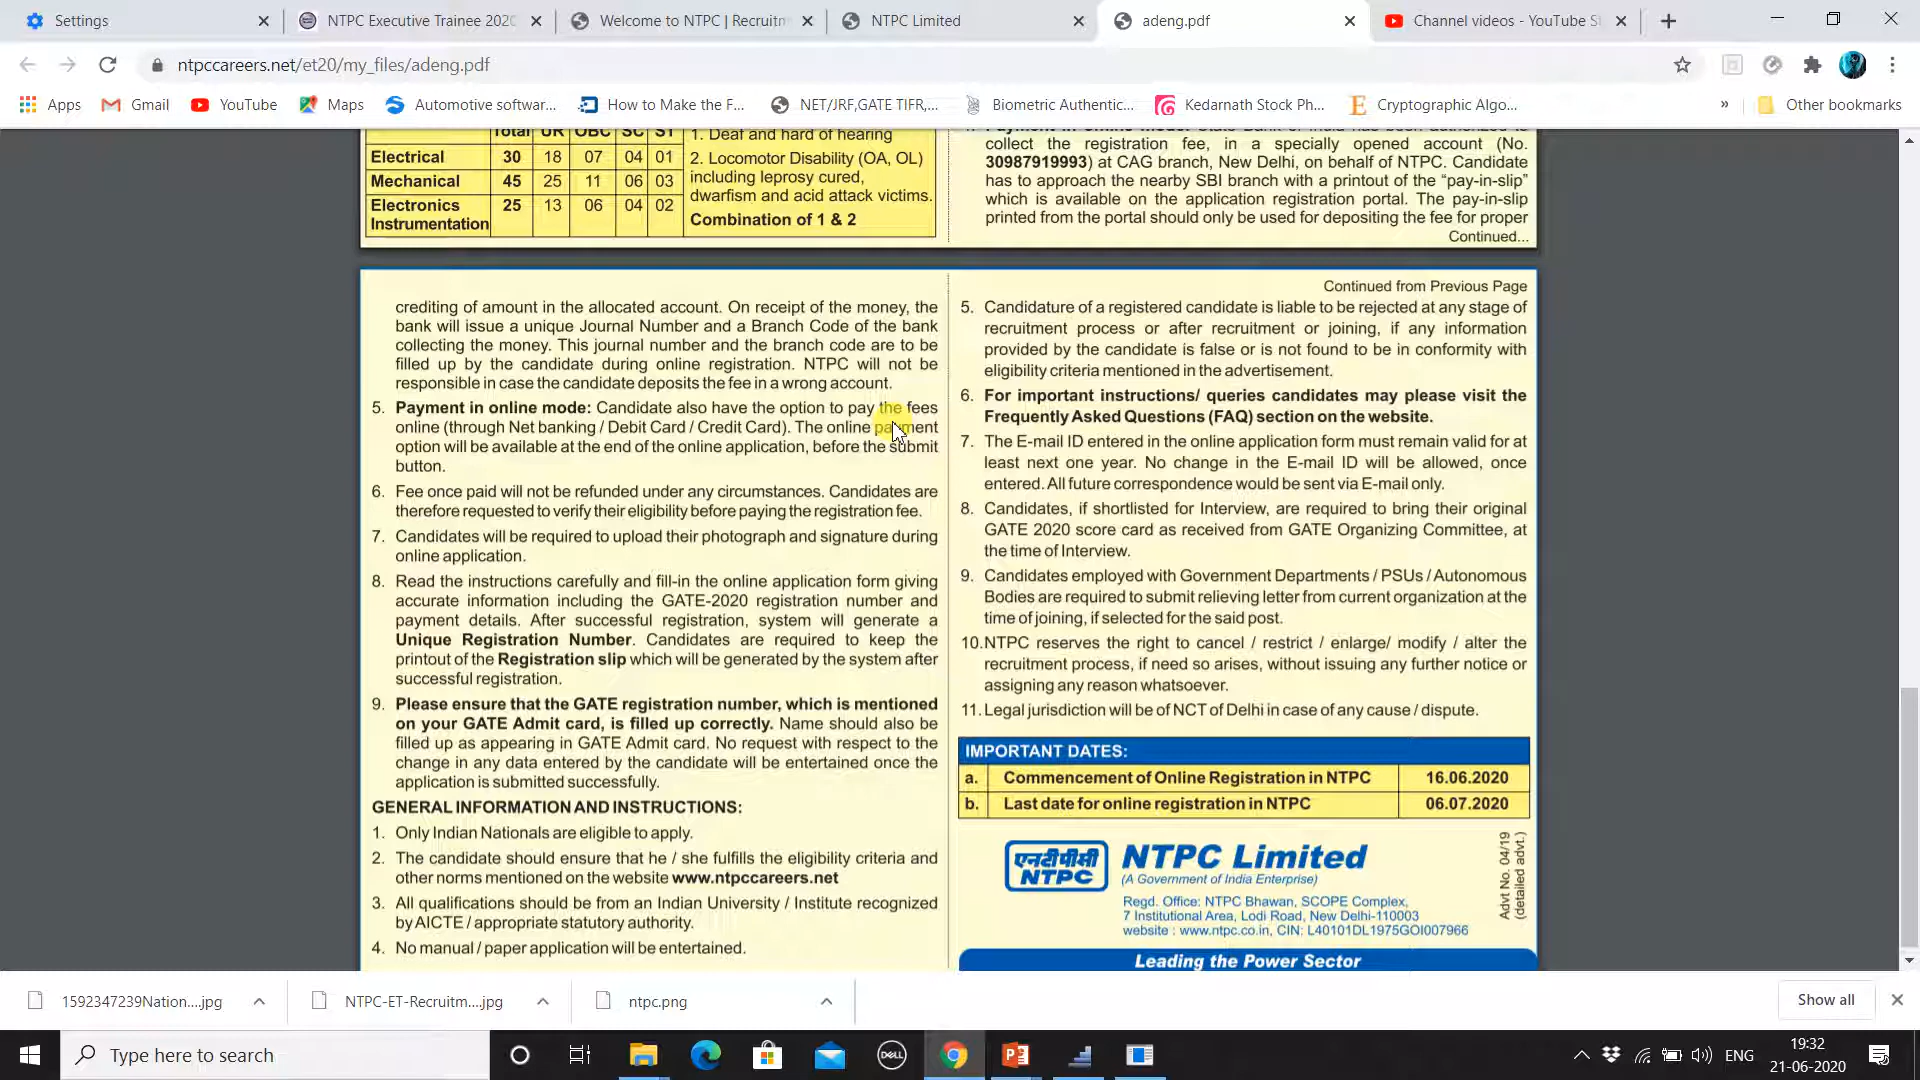 Settings
NTPC Executive Trainee 2020
Welcome to NTPC | Recruitm
NTPC Limited
adeng.pdf
Channel videos - YouTube S
ntpccareers.net/et20/my_files/adeng.pdf
Apps
Gmail
YouTube
Maps
Automotive softwar...
How to Make the F...
NET/JRF,GATE TIFR,...
Biometric Authentic...
Kedarnath Stock Ph...
Cryptographic Algo...
»
Other bookmarks
Total UR OBC SC ST
Electrical 30 18 07 04 01
Mechanical 45 25 11 06 03
Electronics 25 13 06 04 02
Instrumentation
1. Deaf and hard of hearing
2. Locomotor Disability (OA, OL)
including leprosy cured,
dwarfism and acid attack victims.
Combination of 1 & 2
collect the registration fee, in a specially opened account (No.
30987919993) at CAG branch, New Delhi, on behalf of NTPC. Candidate
has to approach the nearby SBI branch with a printout of the "pay-in-slip"
which is available on the application registration portal. The pay-in-slip
printed from the portal should only be used for depositing the fee for proper
Continued...
crediting of amount in the allocated account. On receipt of the money, the
bank will issue a unique Journal Number and a Branch Code of the bank
collecting the money. This journal number and the branch code are to be
filled up by the candidate during online registration. NTPC will not be
responsible in case the candidate deposits the fee in a wrong account.
5. Payment in online mode: Candidate also have the option to pay the fees
online (through Net banking / Debit Card / Credit Card). The online payment
option will be available at the end of the online application, before the submit
button.
6. Fee once paid will not be refunded under any circumstances. Candidates are
therefore requested to verify their eligibility before paying the registration fee.
7. Candidates will be required to upload their photograph and signature during
online application.
8. Read the instructions carefully and fill-in the online application form giving
accurate information including the GATE-2020 registration number and
payment details. After successful registration, system will generate a
Unique Registration Number. Candidates are required to keep the
printout of the Registration slip which will be generated by the system after
successful registration.
9. Please ensure that the GATE registration number, which is mentioned
on your GATE Admit card, is filled up correctly. Name should also be
filled up as appearing in GATE Admit card. No request with respect to the
change in any data entered by the candidate will be entertained once the
application is submitted successfully.
GENERAL INFORMATION AND INSTRUCTIONS:
1. Only Indian Nationals are eligible to apply.
2. The candidate should ensure that he / she fulfills the eligibility criteria and
other norms mentioned on the website www.ntpccareers.net
3. All qualifications should be from an Indian University / Institute recognized
by AICTE / appropriate statutory authority.
4. No manual / paper application will be entertained.
Continued from Previous Page
5. Candidature of a registered candidate is liable to be rejected at any stage of
recruitment process or after recruitment or joining, if any information
provided by the candidate is false or is not found to be in conformity with
eligibility criteria mentioned in the advertisement.
6. For important instructions/ queries candidates may please visit the
Frequently Asked Questions (FAQ) section on the website.
7. The E-mail ID entered in the online application form must remain valid for at
least next one year. No change in the E-mail ID will be allowed, once
entered. All future correspondence would be sent via E-mail only.
8. Candidates, if shortlisted for Interview, are required to bring their original
GATE 2020 score card as received from GATE Organizing Committee, at
the time of Interview.
9. Candidates employed with Government Departments / PSUs / Autonomous
Bodies are required to submit relieving letter from current organization at the
time of joining, if selected for the said post.
10. NTPC reserves the right to cancel / restrict / enlarge/ modify / alter the
recruitment process, if need so arises, without issuing any further notice or
assigning any reason whatsoever.
11. Legal jurisdiction will be of NCT of Delhi in case of any cause / dispute.
IMPORTANT DATES:
a. Commencement of Online Registration in NTPC 16.06.2020
b. Last date for online registration in NTPC 06.07.2020
एनटीपीसी
NTPC
NTPC Limited
(A Government of India Enterprise)
Regd. Office: NTPC Bhawan, SCOPE Complex,
7 Institutional Area, Lodi Road, New Delhi-110003
website : www.ntpc.co.in, CIN: L40101DL1975GOI007966
Advt No. 04/19
(detailed advt.)
Leading the Power Sector
1592347239Nation....jpg
NTPC-ET-Recruitm....jpg
ntpc.png
Show all
Type here to search
DELL
ENG
19:32
21-06-2020